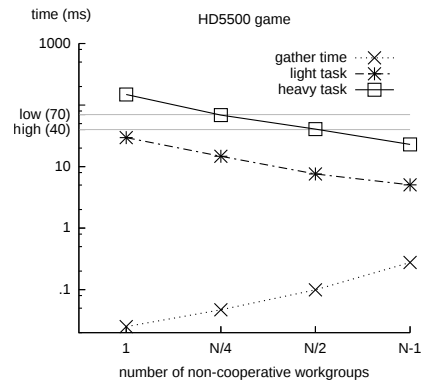 time (ms)
HD5500 game
1000
gather time
light task
heavy task
low (70)
high (40)
10
1
.1
1
N/4
N/2
N-1
number of non-cooperative workgroups